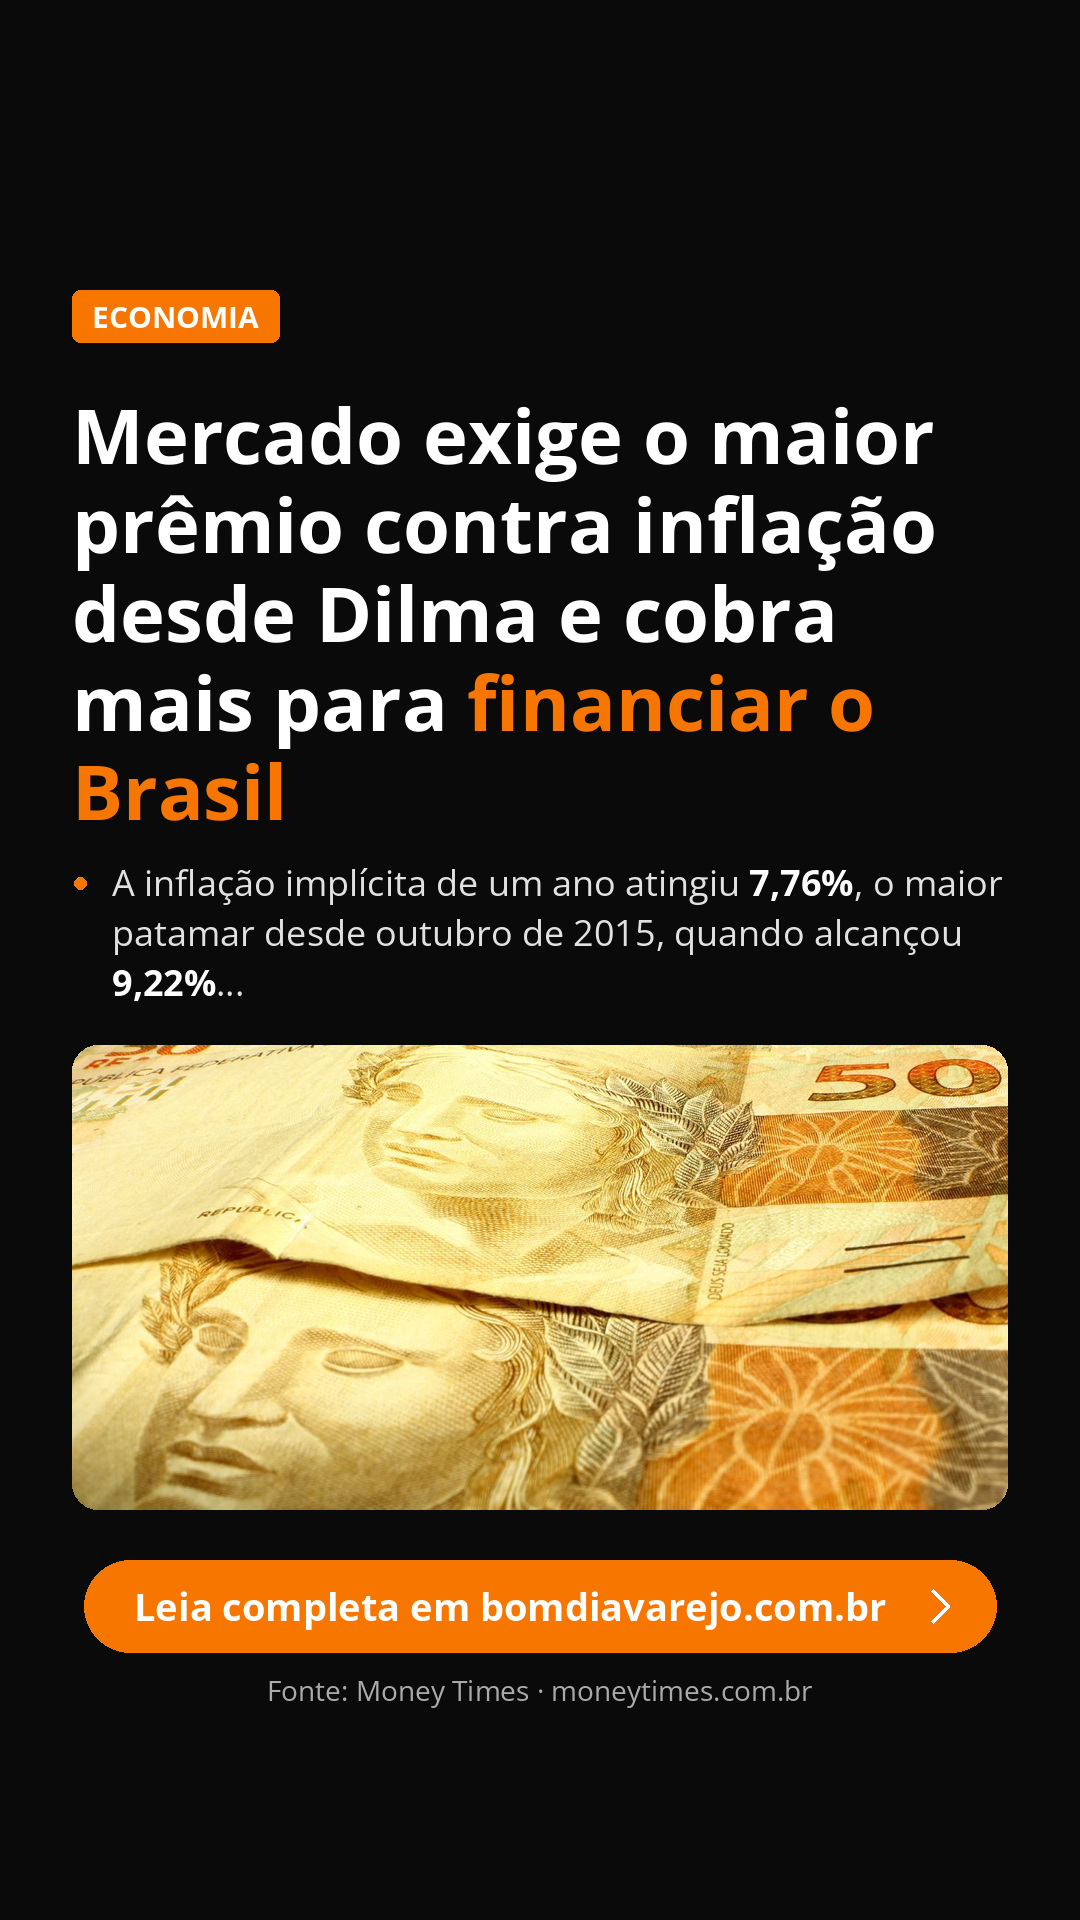 ECONOMIA
Mercado exige o maior
prêmio contra inflação
desde Dilma e cobra
mais para financiar o
Brasil
A inflação implícita de um ano atingiu 7,76%, o maior
patamar desde outubro de 2015, quando alcançou
9,22%...
PÚBLICA FEDERATIVA
50
REPÚBLICA
DEUS SEJA LOUVADO
Leia completa em bomdiavarejo.com.br
Fonte: Money Times · moneytimes.com.br